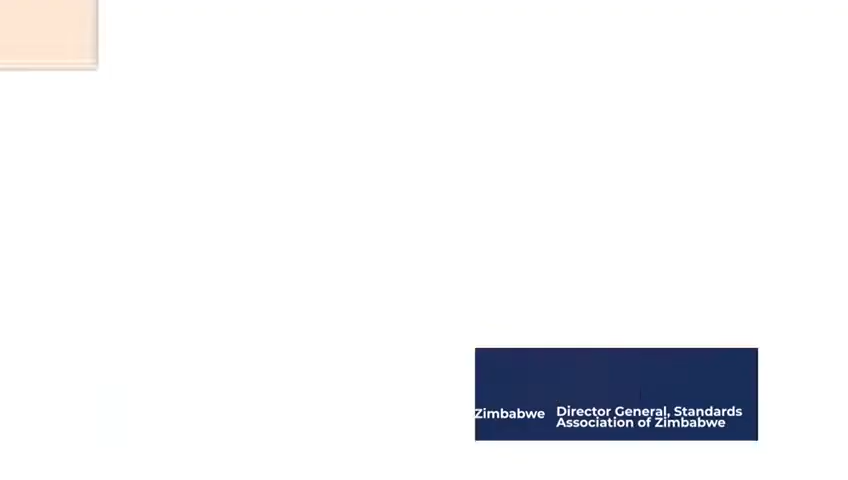 Zimbabwe
Director General, Standards
Association of Zimbabwe